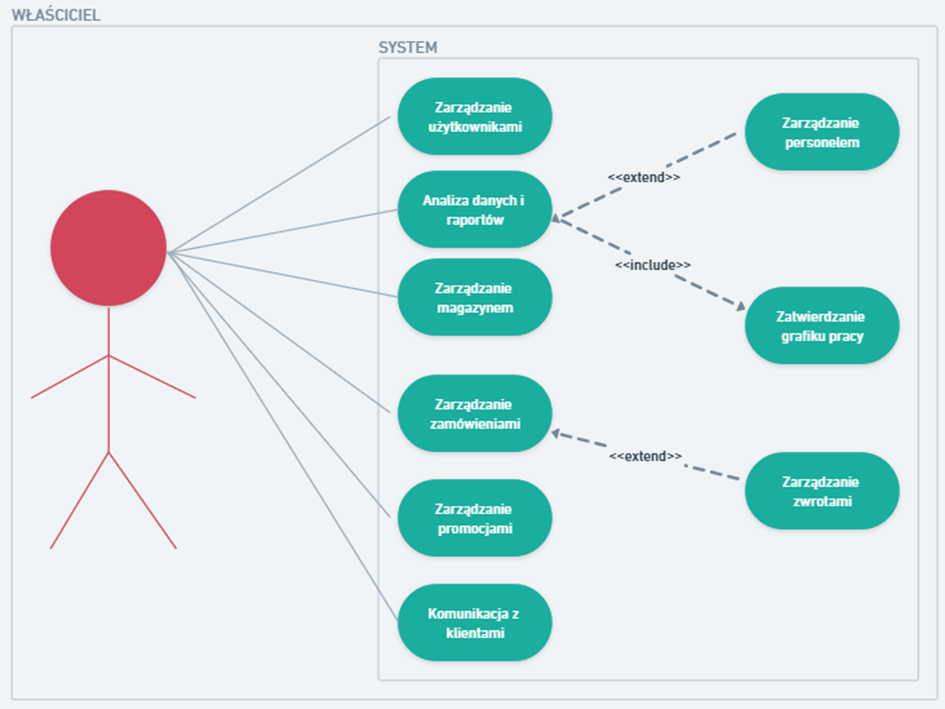 WŁAŚCICIEL
SYSTEM
Zarządzanie
użytkownikami
Analiza danych i
raportów
Zarządzanie
magazynem
Zarządzanie
zamówieniami
Zarządzanie
promocjami
Komunikacja z
klientami
<<extend>>
<<include>>
<<extend>>
Zarządzanie
personelem
Zatwierdzanie
grafiku pracy
Zarządzanie
zwrotami